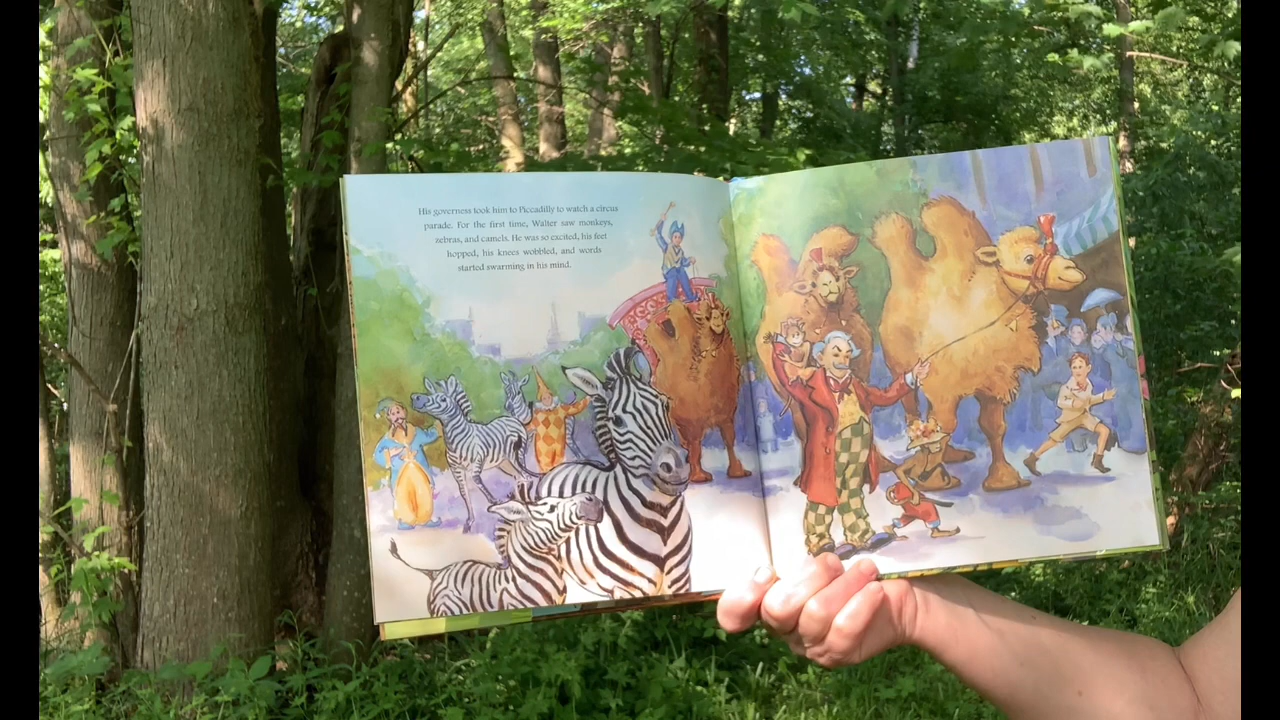 His governess took him to Piccadilly to watch a circus
parade. For the first time, Walter saw monkeys,
zebras, and camels. He was so excited, his feet
hopped, his knees wobbled, and words
started swarming in his mind.